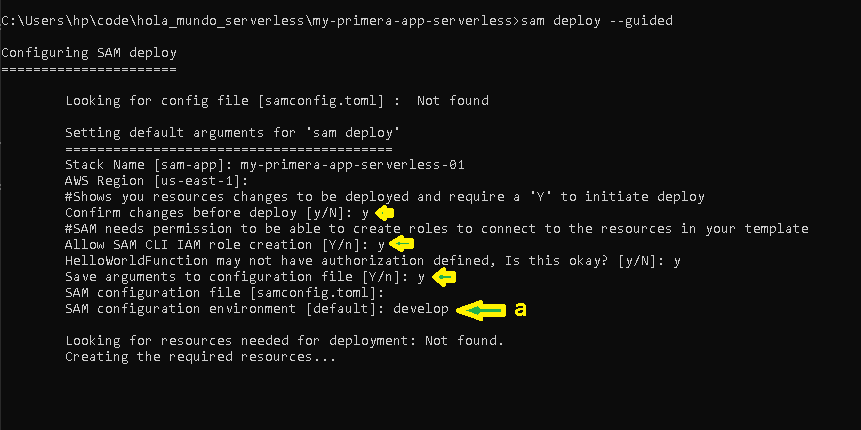 C:\Users\hp\code\hola_mundo_serverless\my-primera-app-serverless>sam deploy --guided
Configuring SAM deploy
======================
Looking for config file [samconfig.toml] :  Not found
Setting default arguments for 'sam deploy'
=========================================
Stack Name [sam-app]: my-primera-app-serverless-01
AWS Region [us-east-1]:
#Shows you resources changes to be deployed and require a 'Y' to initiate deploy
Confirm changes before deploy [y/N]: y
#SAM needs permission to be able to create roles to connect to the resources in your template
Allow SAM CLI IAM role creation [Y/n]: y
HelloWorldFunction may not have authorization defined, Is this okay? [y/N]: y
Save arguments to configuration file [Y/n]: y
SAM configuration file [samconfig.toml]:
SAM configuration environment [default]: develop a
Looking for resources needed for deployment: Not found.
Creating the required resources...